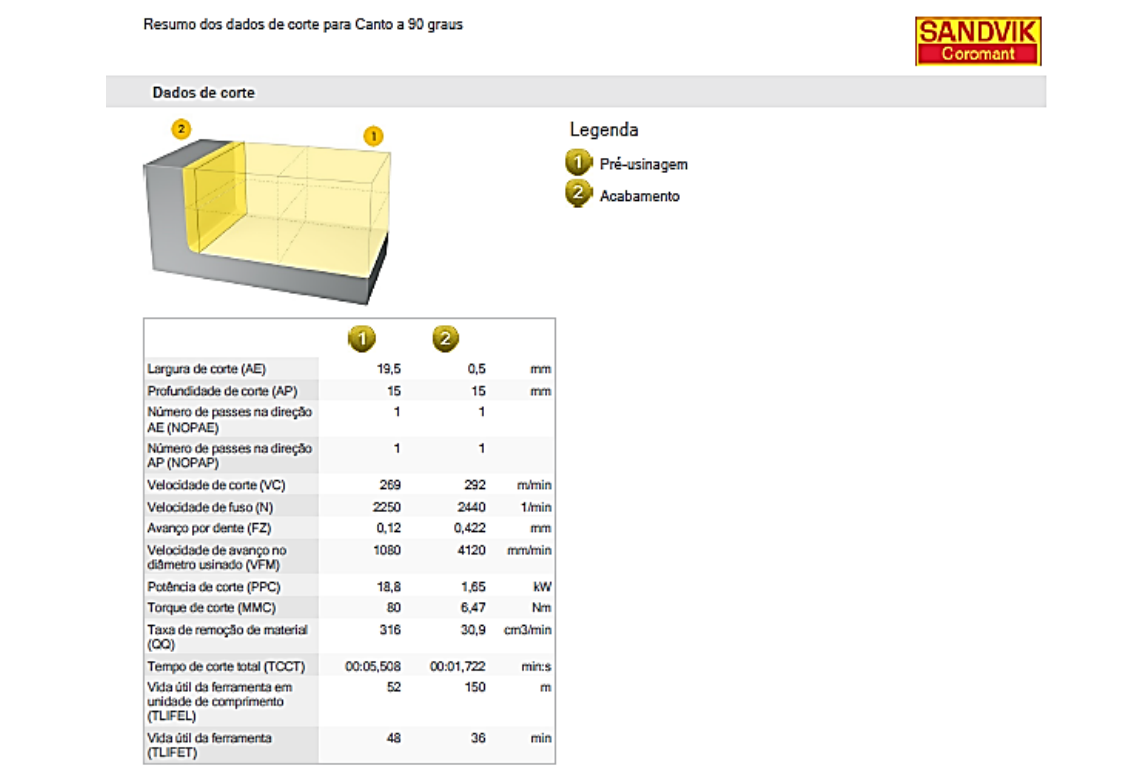 Resumo dos dados de corte para Canto a 90 graus
SANDVIK
Coromant
Dados de corte
2
1
Legenda
1 Pré-usinagem
2 Acabamento
1 2
Largura de corte (AE) 19,5 0,5 mm
Profundidade de corte (AP) 15 15 mm
Número de passes na direção 1 1
AE (NOPAE)
Número de passes na direção 1 1
AP (NOPAP)
Velocidade de corte (VC) 269 292 m/min
Velocidade de fuso (N) 2250 2440 1/min
Avanço por dente (FZ) 0,12 0,422 mm
Velocidade de avanço no 1080 4120 mm/min
diâmetro usinado (VFM)
Potência de corte (PPC) 18,8 1,65 kW
Torque de corte (MMC) 80 6,47 Nm
Taxa de remoção de material 316 30,9 cm3/min
(QQ)
Tempo de corte total (TCCT) 00:05,508 00:01,722 min:s
Vida útil da ferramenta em 52 150 m
unidade de comprimento
(TLIFEL)
Vida útil da ferramenta 48 36 min
(TLIFET)